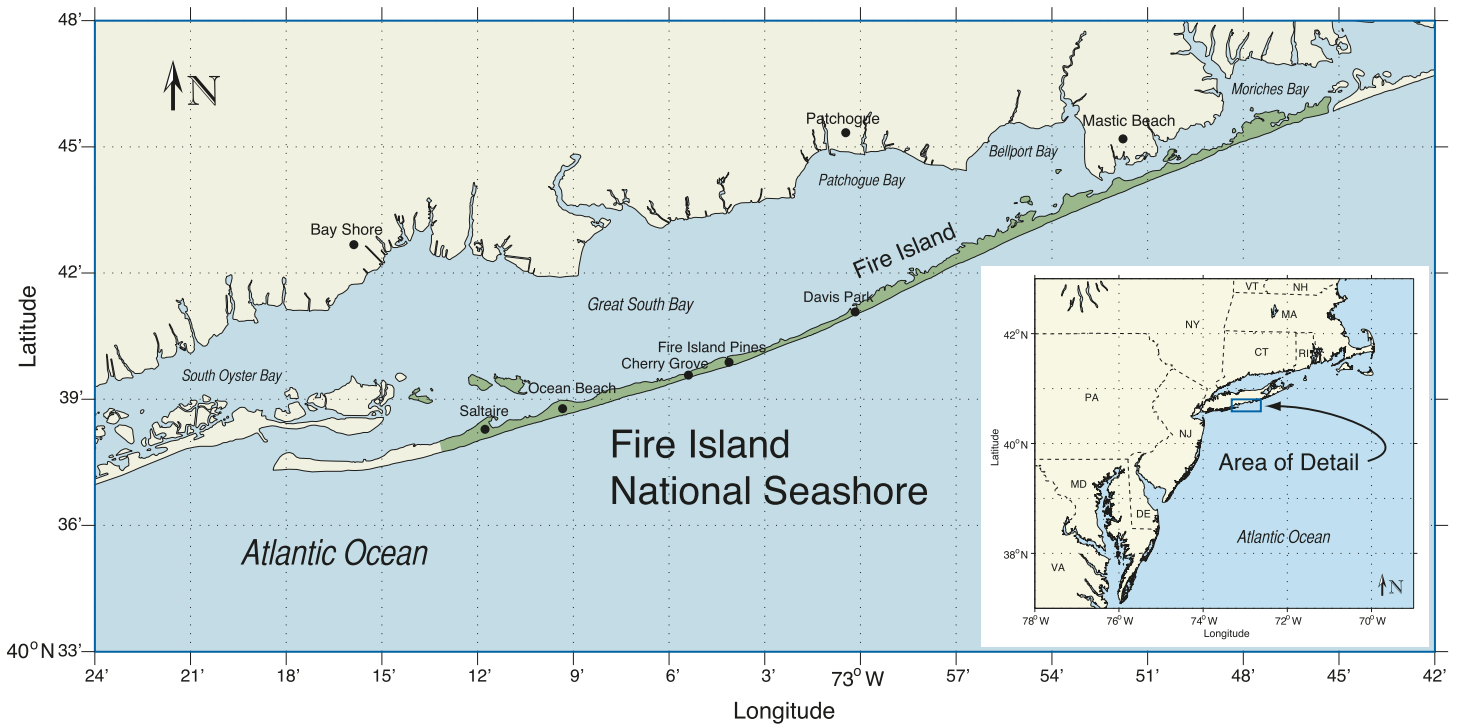 48’
N
Moriches Bay
Patchogue
Mastic Beach
45’
Bellport Bay
Patchogue Bay
Bay Shore
Fire Island
42’
Great South Bay
Davis Park
Fire Island Pines
Cherry Grove
South Oyster Bay
Ocean Beach
39’
Saltaire
Fire Island
National Seashore
36’
Atlantic Ocean
40°N 33’
Latitude
24’ 21’ 18’ 15’ 12’ 9’ 6’ 3’ 73°W 57’ 54’ 51’ 48’ 45’ 42’
Longitude
VT NH
MA
NY
42°N
CT RI
PA
NJ
40°N
Area of Detail
MD
DE
Atlantic Ocean
38°N
VA
N
Latitude
78°W 76°W 74°W 72°W 70°W
Longitude